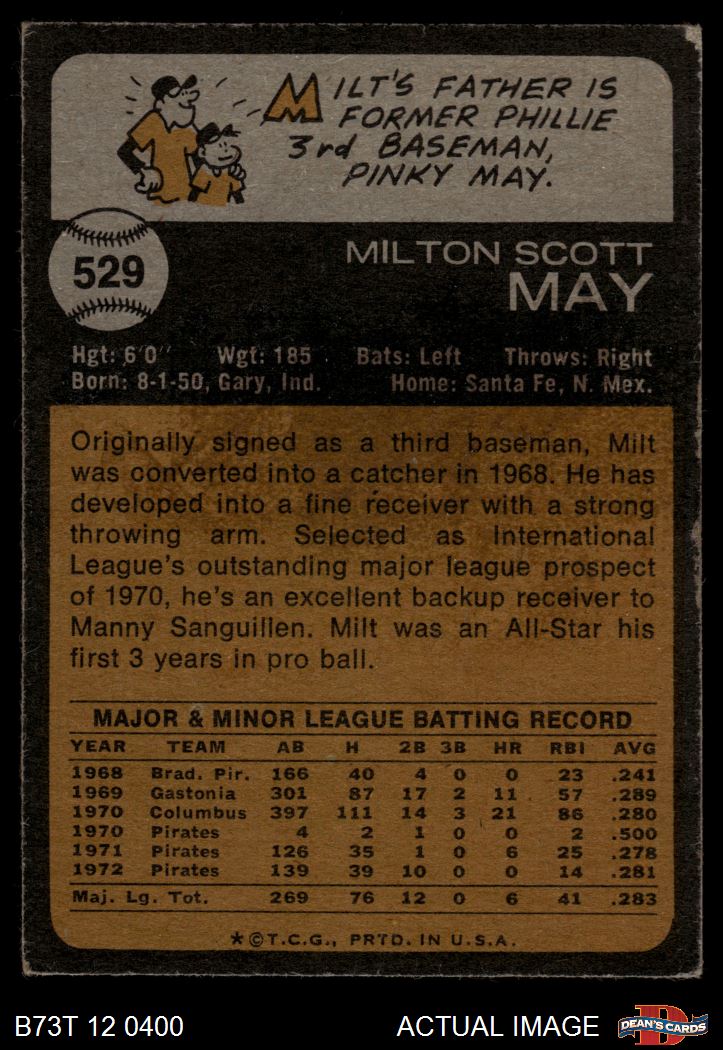 MILT'S FATHER IS
FORMER PHILLIE
3rd BASEMAN,
PINKY MAY.
529
MILTON SCOTT
MAY
Hgt: 6'0" Wgt: 185 Bats: Left Throws: Right
Born: 8-1-50, Gary, Ind. Home: Santa Fe, N. Mex.
Originally signed as a third baseman, Milt
was converted into a catcher in 1968. He has
developed into a fine receiver with a strong
throwing arm. Selected as International
League's outstanding major league prospect
of 1970, he's an excellent backup receiver to
Manny Sanguillen. Milt was an All-Star his
first 3 years in pro ball.
MAJOR & MINOR LEAGUE BATTING RECORD
YEAR TEAM AB H 2B 3B HR RBI AVG
1968 Brad. Pir. 166 40 4 0 0 23 .241
1969 Gastonia 301 87 17 2 11 57 .289
1970 Columbus 397 111 14 3 21 86 .280
1970 Pirates 4 2 1 0 0 2 .500
1971 Pirates 126 35 1 0 6 25 .278
1972 Pirates 139 39 10 0 0 14 .281
Maj. Lg. Tot. 269 76 12 0 6 41 .283
*©T.C.G., PRTD. IN U.S.A.
B73T 12 0400 ACTUAL IMAGE
D
DEAN'S CARDS